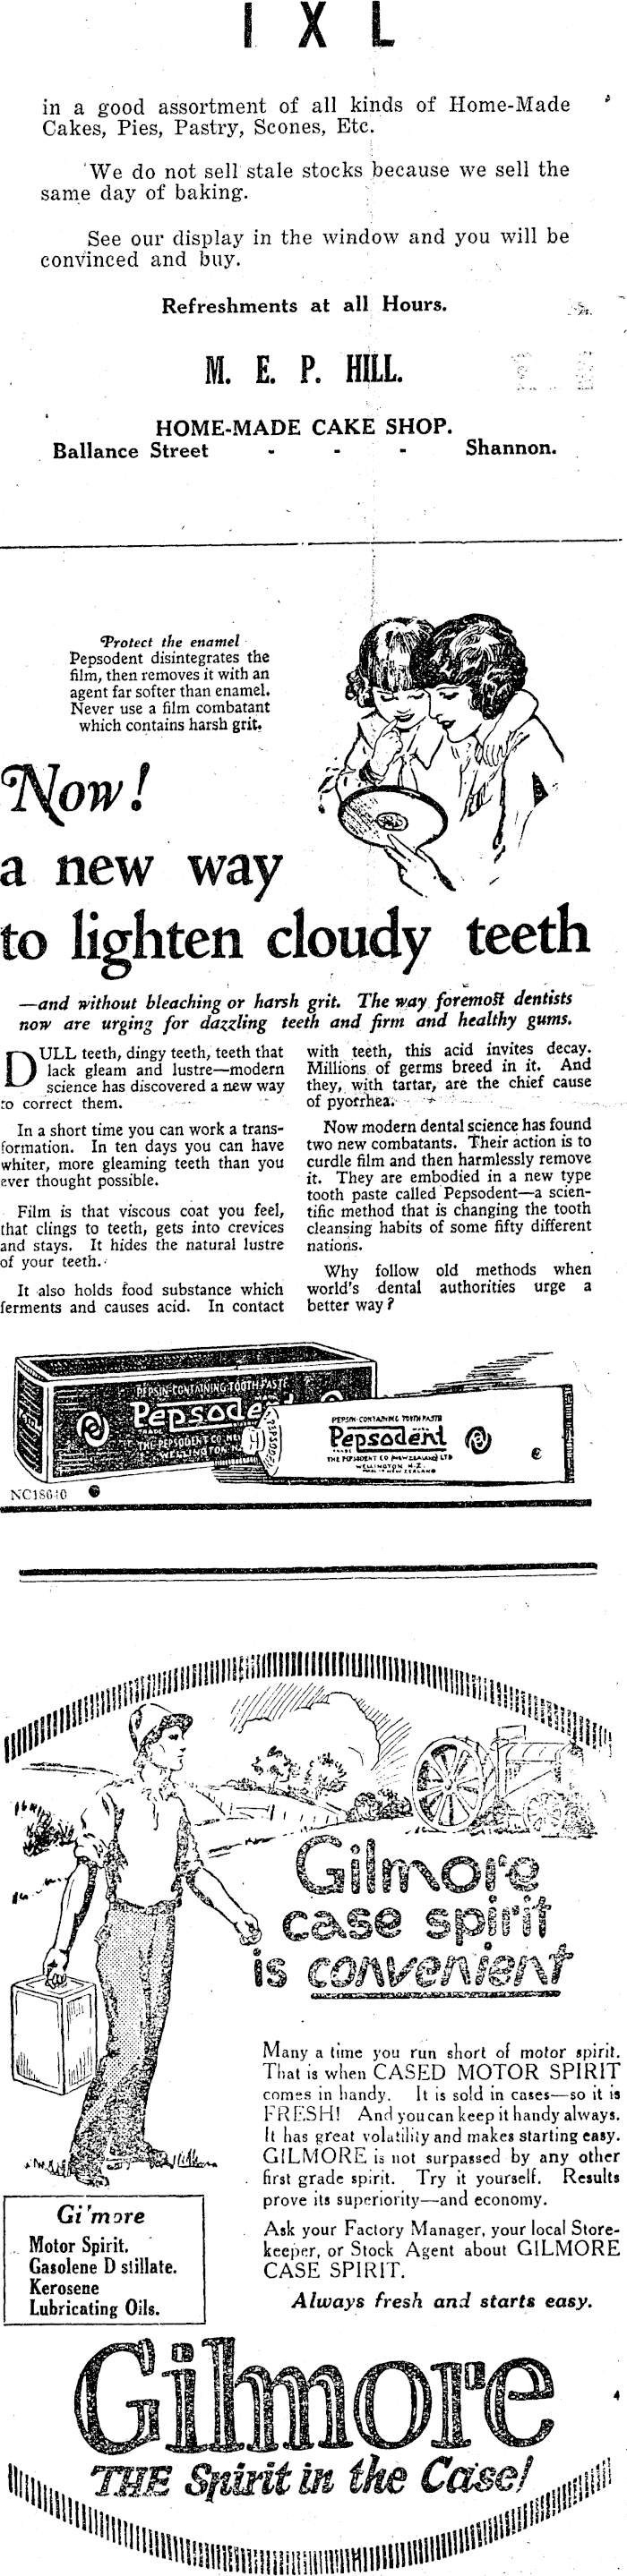 I X L
in a good assortment of all kinds of Home-Made
Cakes, Pies, Pastry, Scones, Etc.
We do not sell stale stocks because we sell the
same day of baking.
See our display in the window and you will be
convinced and buy.
Refreshments at all Hours.
M. E. P. HILL.
HOME-MADE CAKE SHOP.
Ballance Street - - - Shannon.
Protect the enamel
Pepsodent disintegrates the
film, then removes it with an
agent far softer than enamel.
Never use a film combatant
which contains harsh grit.
Now!
a new way
to lighten cloudy teeth
—and without bleaching or harsh grit. The way foremost dentists
now are urging for dazzling teeth and firm and healthy gums.
DULL teeth, dingy teeth, teeth that
lack gleam and lustre—modern
science has discovered a new way
to correct them.
In a short time you can work a trans-
formation. In ten days you can have
whiter, more gleaming teeth than you
ever thought possible.
Film is that viscous coat you feel,
that clings to teeth, gets into crevices
and stays. It hides the natural lustre
of your teeth.
It also holds food substance which
ferments and causes acid. In contact
with teeth, this acid invites decay.
Millions of germs breed in it. And
they, with tartar, are the chief cause
of pyorrhea.
Now modern dental science has found
two new combatants. Their action is to
curdle film and then harmlessly remove
it. They are embodied in a new type
tooth paste called Pepsodent—a scien-
tific method that is changing the tooth
cleansing habits of some fifty different
nations.
Why follow old methods when
world's dental authorities urge a
better way?
PEPSIN-CONTAINING TOOTH PASTE
Pepsode
THE PEPSODENT CO.
PEPSIN-CONTAINING TOOTH PASTE
Pepsodent
THE PEPSODENT CO (NEW ZEALAND) LTD
WELLINGTON N.Z.
Gilmore
case spirit
is convenient
Many a time you run short of motor spirit.
That is when CASED MOTOR SPIRIT
comes in handy. It is sold in cases—so it is
FRESH! And you can keep it handy always.
It has great volatility and makes starting easy.
GILMORE is not surpassed by any other
first grade spirit. Try it yourself. Results
prove its superiority—and economy.
Ask your Factory Manager, your local Store-
keeper, or Stock Agent about GILMORE
CASE SPIRIT.
Always fresh and starts easy.
Gi'more
Motor Spirit.
Gasolene D stillate.
Kerosene
Lubricating Oils.
Gilmore
THE Spirit in the Case!